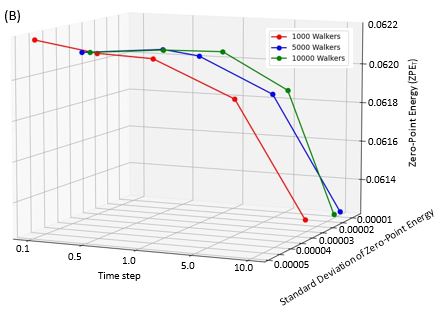 (B)
1000 Walkers
5000 Walkers
10000 Walkers
0.0622
0.0620
0.0618
0.0616
0.0614
Zero-Point Energy (ZPE_T)
0.00001
0.00002
0.00003
0.00004
0.00005
Standard Deviation of Zero-Point Energy
0.1
0.5
1.0
5.0
10.0
Time step